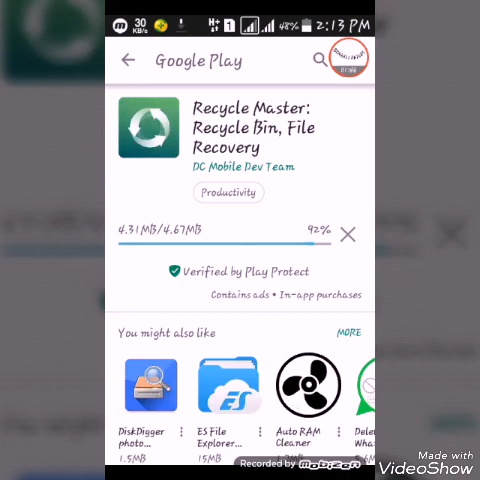 30
KB/s
H+
1
48%
2:13 PM
Google Play
Recycle Master:
Recycle Bin, File
Recovery
DC Mobile Dev Team
Productivity
4.31MB/4.67MB
92%
Verified by Play Protect
Contains ads • In-app purchases
You might also like
MORE
DiskDigger
photo...
1.5MB
ES File
Explorer...
15MB
ES
Auto RAM
Cleaner
Recorded by mobizen
Made with
VideoShow